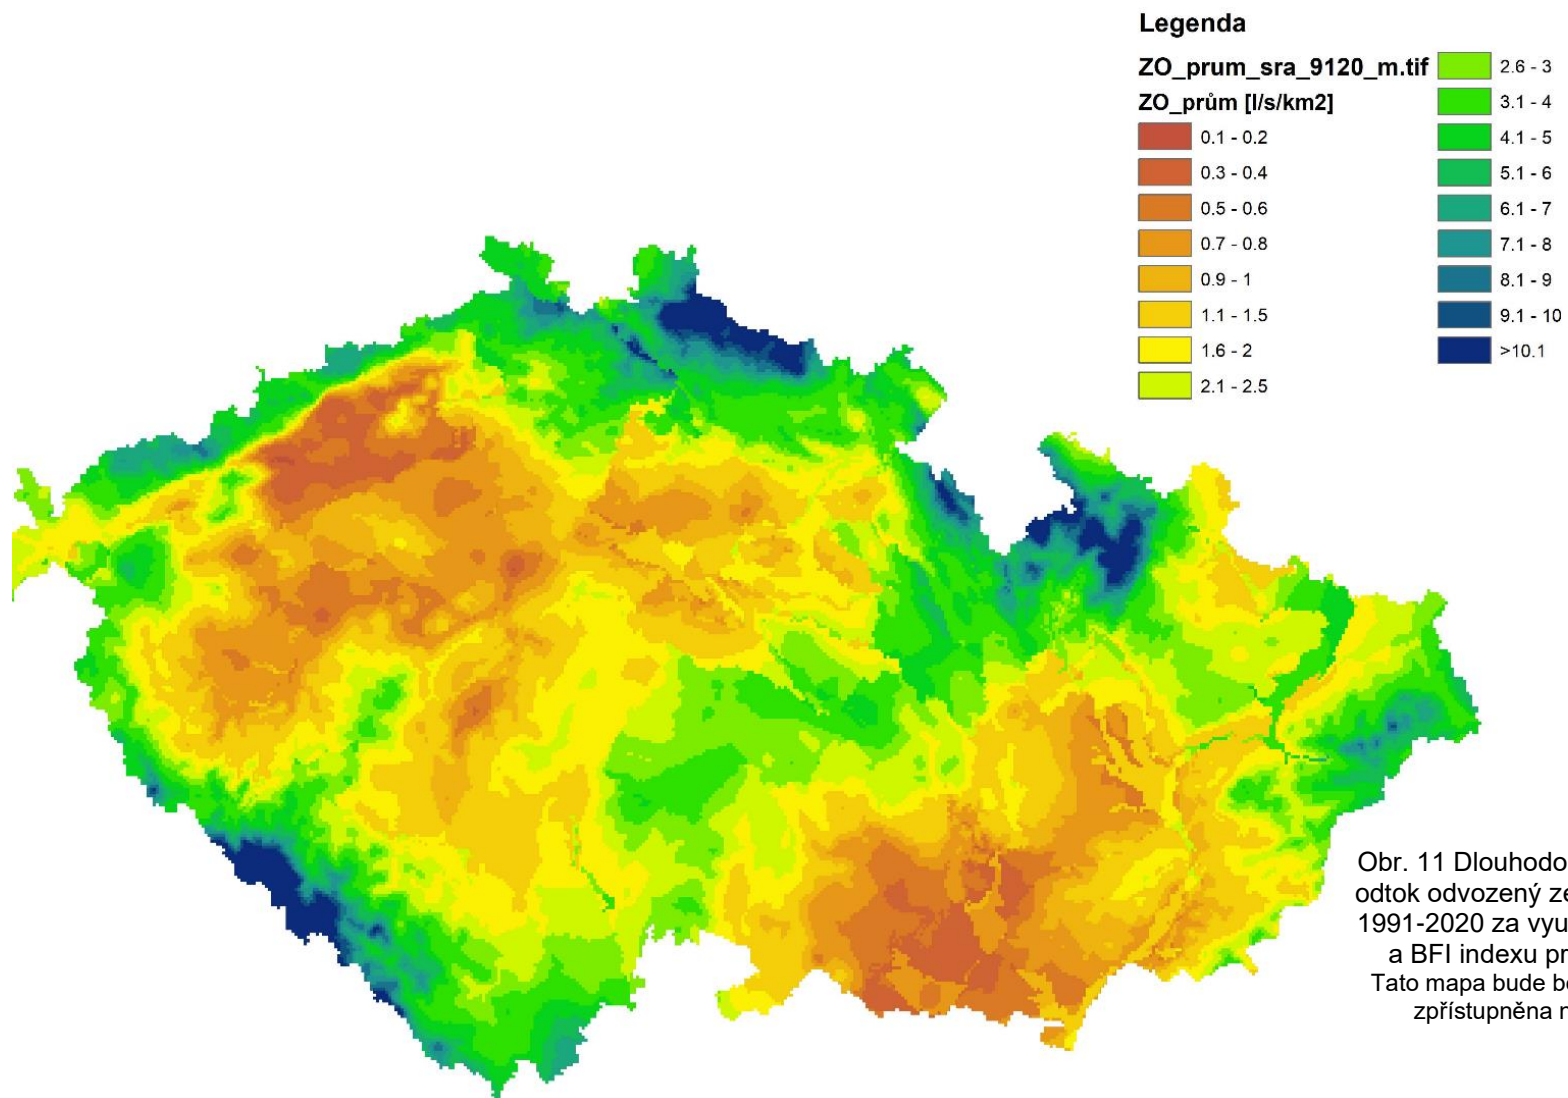 Legenda
ZO_prum_sra_9120_m.tif
ZO_prům [l/s/km2]
0.1 - 0.2
0.3 - 0.4
0.5 - 0.6
0.7 - 0.8
0.9 - 1
1.1 - 1.5
1.6 - 2
2.1 - 2.5
2.6 - 3
3.1 - 4
4.1 - 5
5.1 - 6
6.1 - 7
7.1 - 8
8.1 - 9
9.1 - 10
>10.1
Obr. 11 Dlouhodo
odtok odvozený ze
1991-2020 za vyu
a BFI indexu pr
Tato mapa bude b
zpřístupněna n